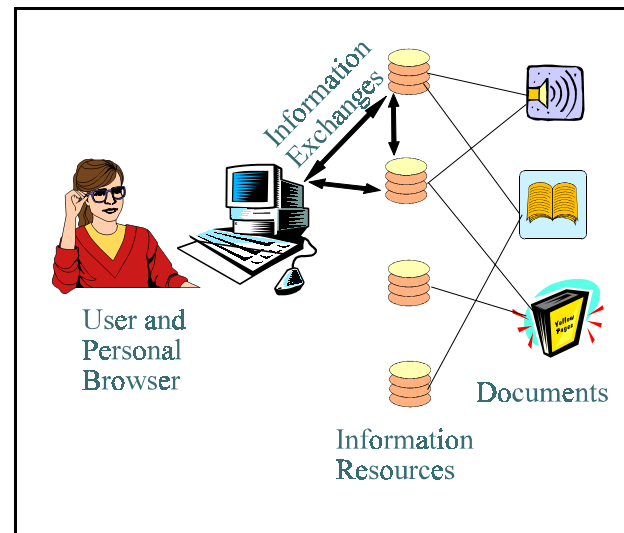 Information
Exchanges
User and
Personal
Browser
Yellow
Pages
Documents
Information
Resources